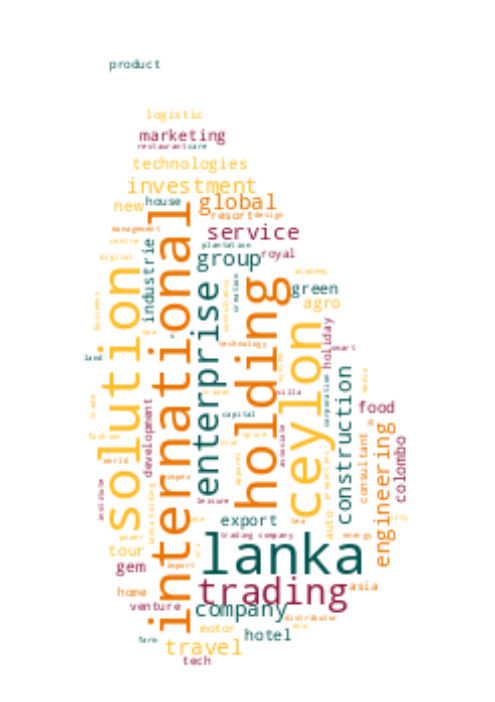 product
logistic
marketing
restaurant
care
technologies
investment
new
house
global
resort
design
management
service
centre
plantation
industrie
international
group
royal
digital
solution
enterprise
creation
holding
academy
green
agro
business
ceylon
holiday
smart
technology
land
construction
corporation
villa
food
development
capital
associate
engineering
colombo
consultant
fashion
world
institute
leisure
export
auto
trading company
energy
city
power
tour
lanka
gem
import
home
trading
asia
venture
company
distributor
motor
hotel
farm
travel
tech